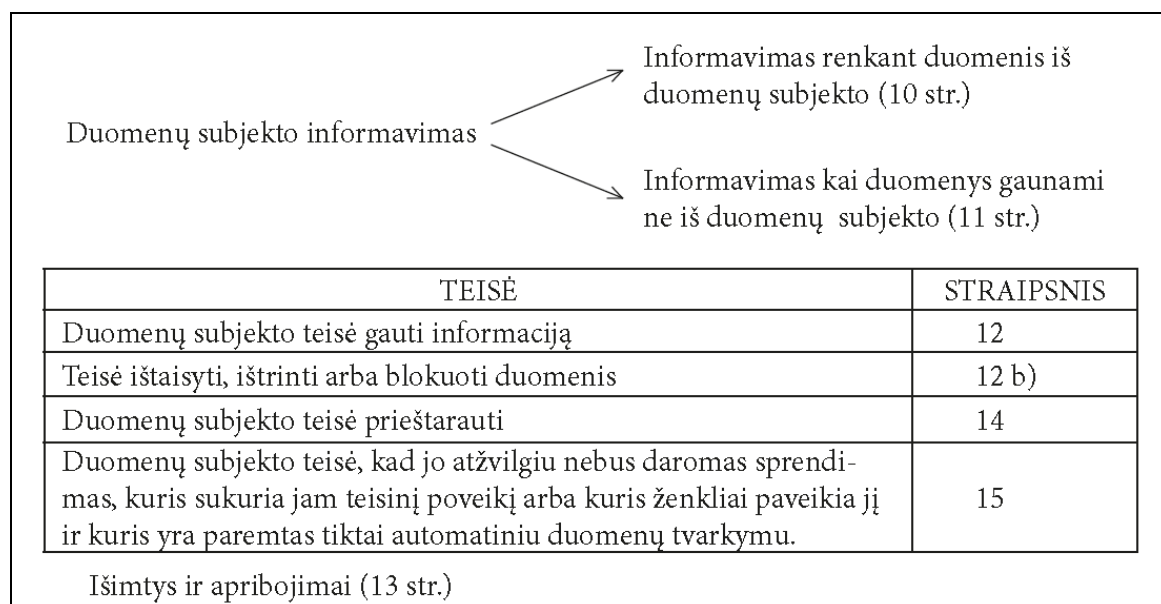 Informavimas renkant duomenis iš
duomenų subjekto (10 str.)
Duomenų subjekto informavimas
Informavimas kai duomenys gaunami
ne iš duomenų subjekto (11 str.)
TEISĖ STRAIPSNIS
Duomenų subjekto teisė gauti informaciją 12
Teisė ištaisyti, ištrinti arba blokuoti duomenis 12 b)
Duomenų subjekto teisė prieštarauti 14
Duomenų subjekto teisė, kad jo atžvilgiu nebus daromas sprendi-
mas, kuris sukuria jam teisinį poveikį arba kuris ženkliai paveikia jį 15
ir kuris yra paremtas tiktai automatiniu duomenų tvarkymu.
Išimtys ir apribojimai (13 str.)